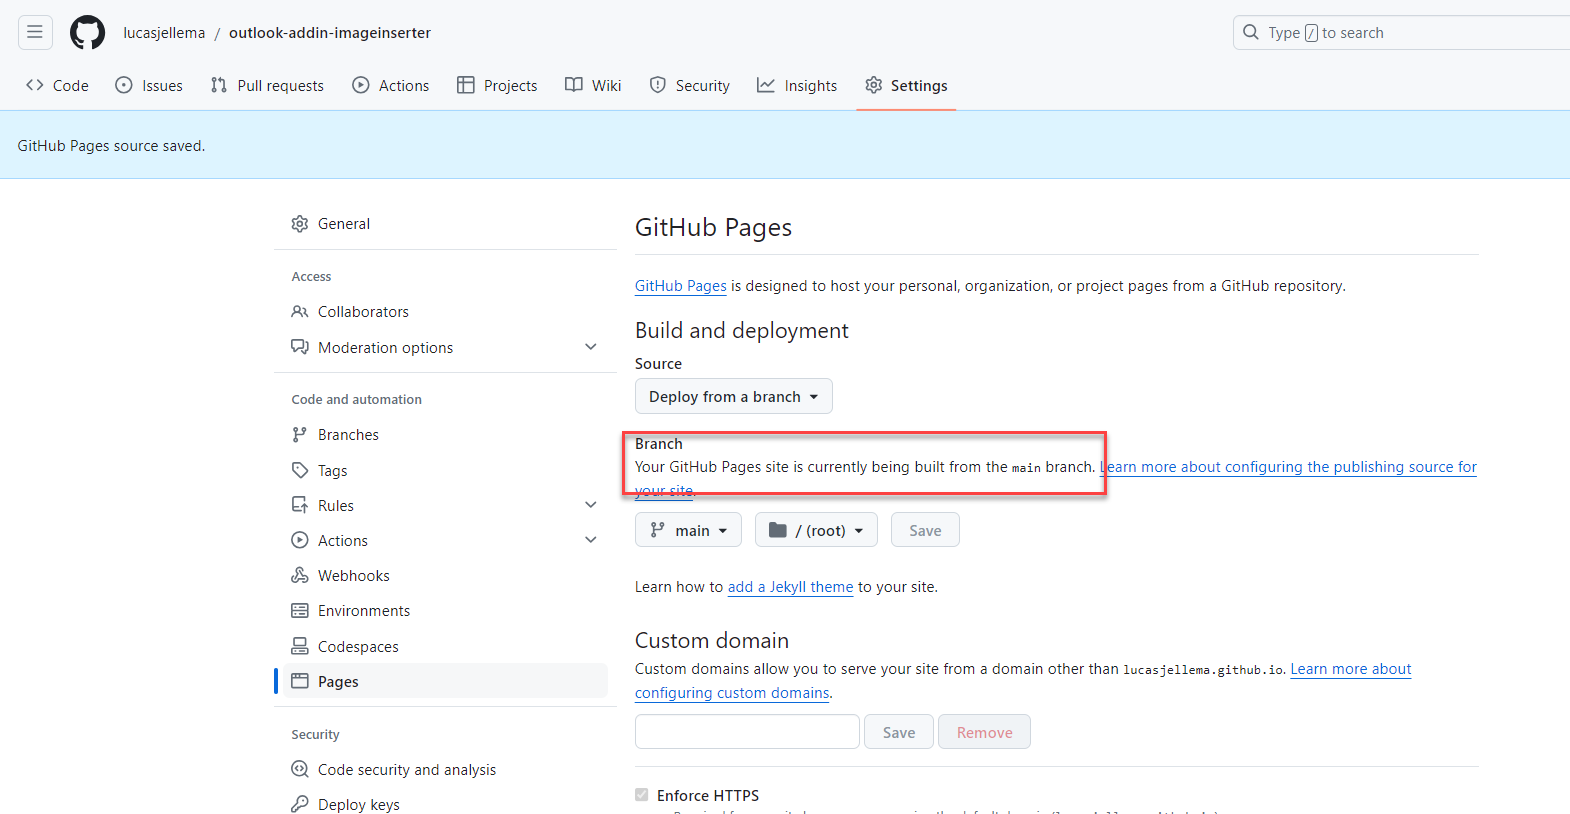 lucasjellema / outlook-addin-imageinserter
Type / to search
Code Issues Pull requests Actions Projects Wiki Security Insights Settings
GitHub Pages source saved.
General
Access
Collaborators
Moderation options
Code and automation
Branches
Tags
Rules
Actions
Webhooks
Environments
Codespaces
Pages
Security
Code security and analysis
Deploy keys
GitHub Pages
GitHub Pages is designed to host your personal, organization, or project pages from a GitHub repository.
Build and deployment
Source
Deploy from a branch
Branch
Your GitHub Pages site is currently being built from the main branch. Learn more about configuring the publishing source for
your site.
main / (root) Save
Learn how to add a Jekyll theme to your site.
Custom domain
Custom domains allow you to serve your site from a domain other than lucasjellema.github.io. Learn more about
configuring custom domains.
Save Remove
Enforce HTTPS